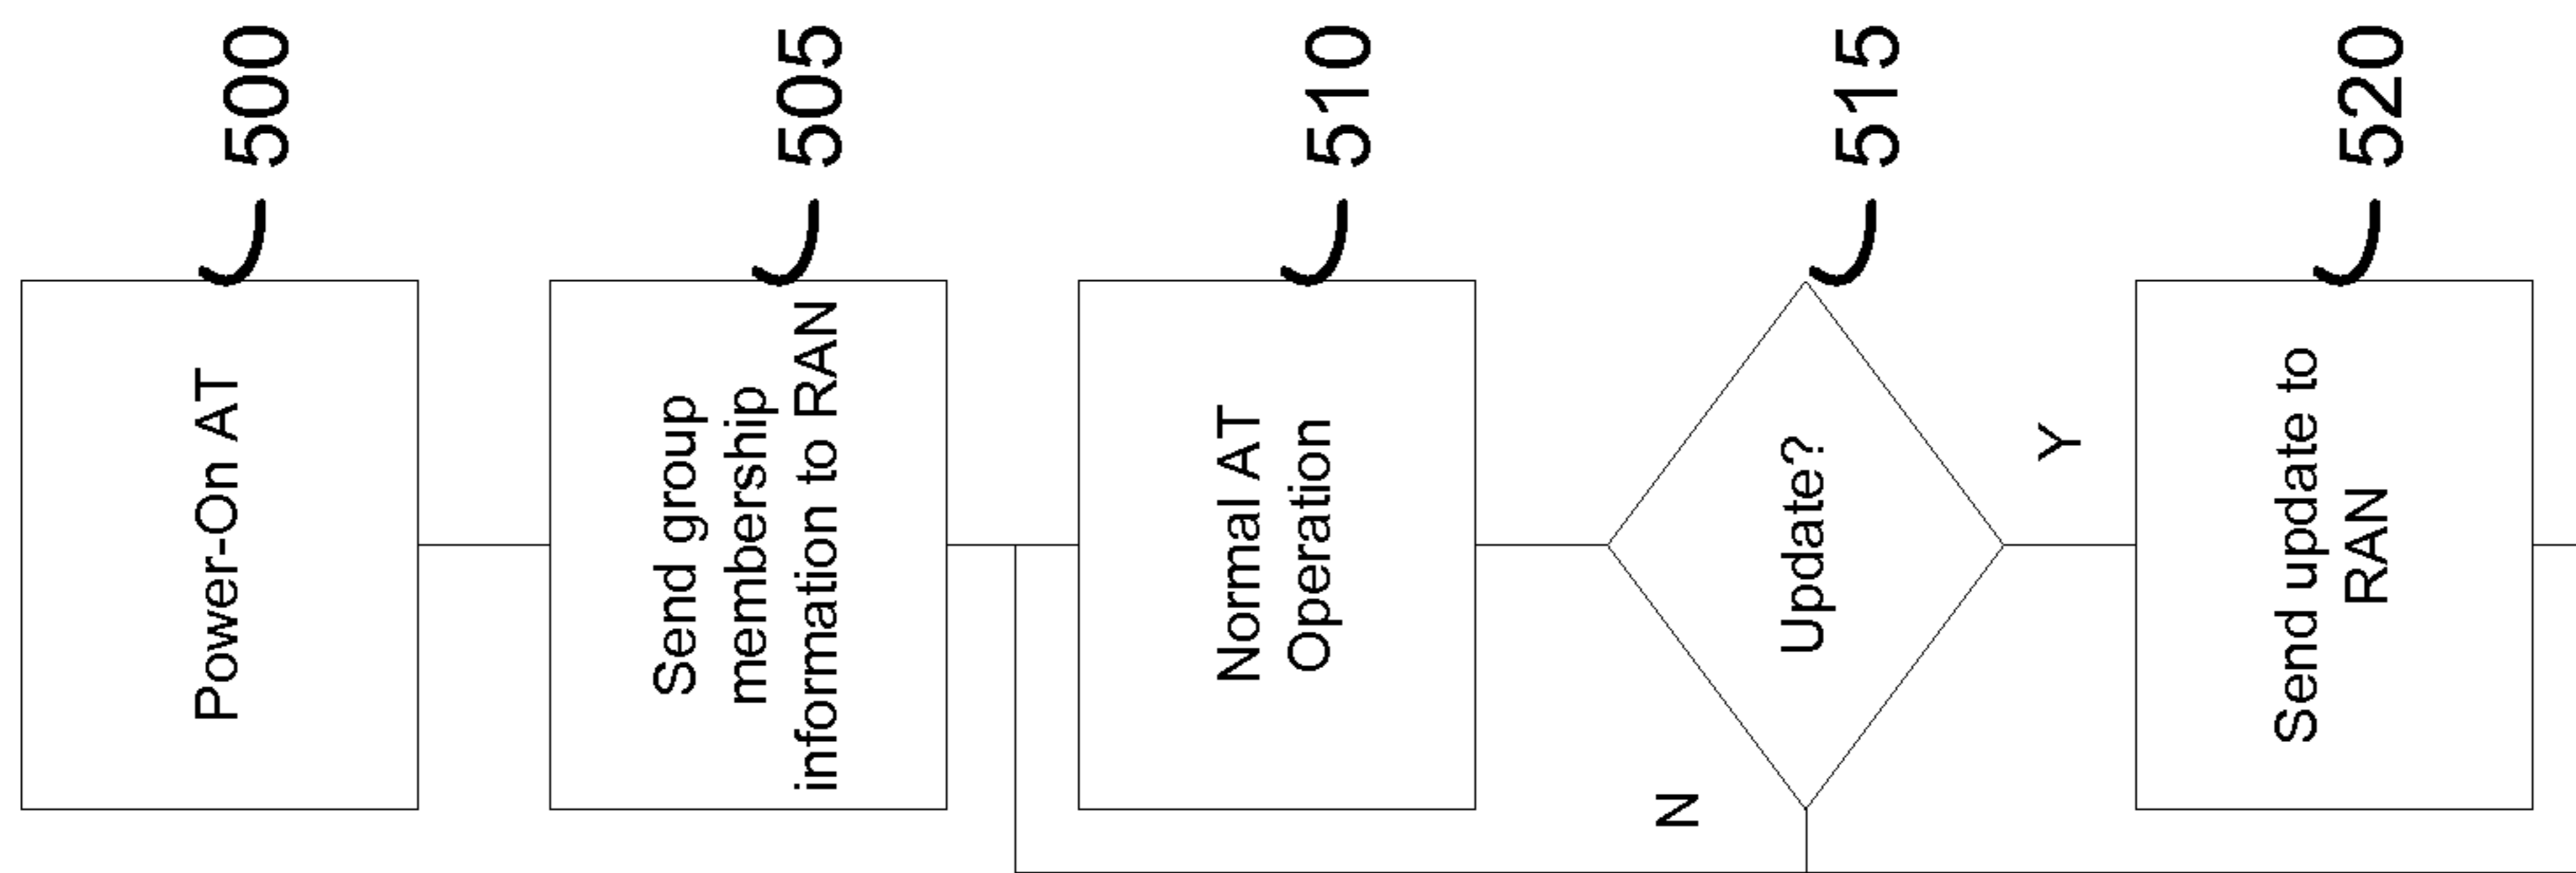 Power-On AT
500
Send group
membership
information to RAN
505
Normal AT
Operation
510
Update?
515
N
Y
Send update to
RAN
520